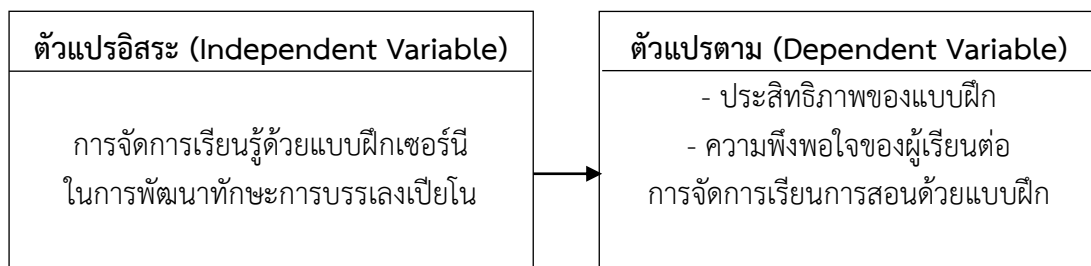 ตัวแปรอิสระ (Independent Variable)
การจัดการเรียนรู้ด้วยแบบฝึกเซอร์นี
ในการพัฒนาทักษะการบรรเลงเปียโน
ตัวแปรตาม (Dependent Variable)
- ประสิทธิภาพของแบบฝึก
- ความพึงพอใจของผู้เรียนต่อ
การจัดการเรียนการสอนด้วยแบบฝึก